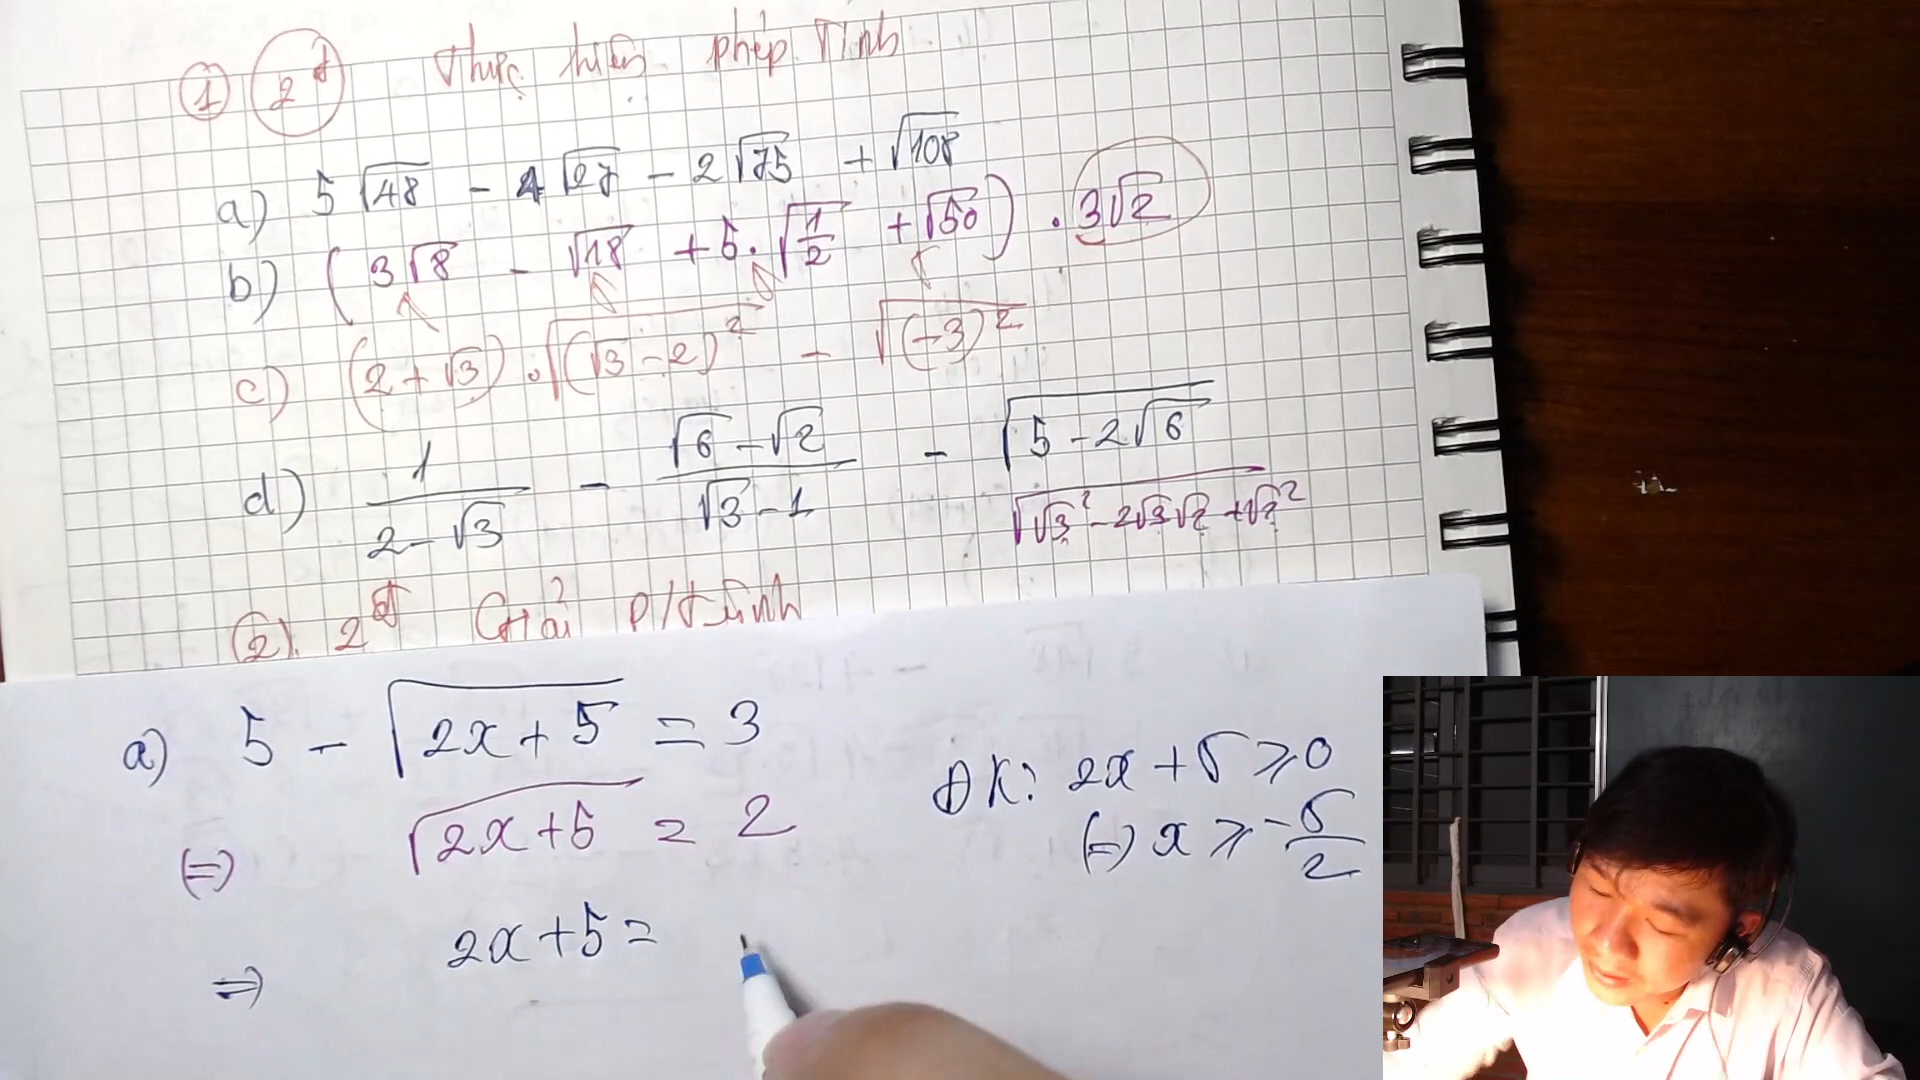 ① 2đ Thực hiện phép tính
a) 5√48 - 4√27 - 2√75 + √108
b) (3√8 - √18 + 5.√(1/2) + √50) . 3√2
c) (2 + √3) . √((√3 - 2)²) - √((-3)²)
d) 1/(2 - √3) - (√6 - √2)/(√3 - 1) - √(5 - 2√6)
√(√3² - 2√3√2 + √2²)
②. 2đ Giải p/trình
a) 5 - √(2x + 5) = 3
ĐK: 2x + 5 ⩾ 0
(=) √(2x + 5) = 2
(=) x ⩾ -5/2
=> 2x + 5 =